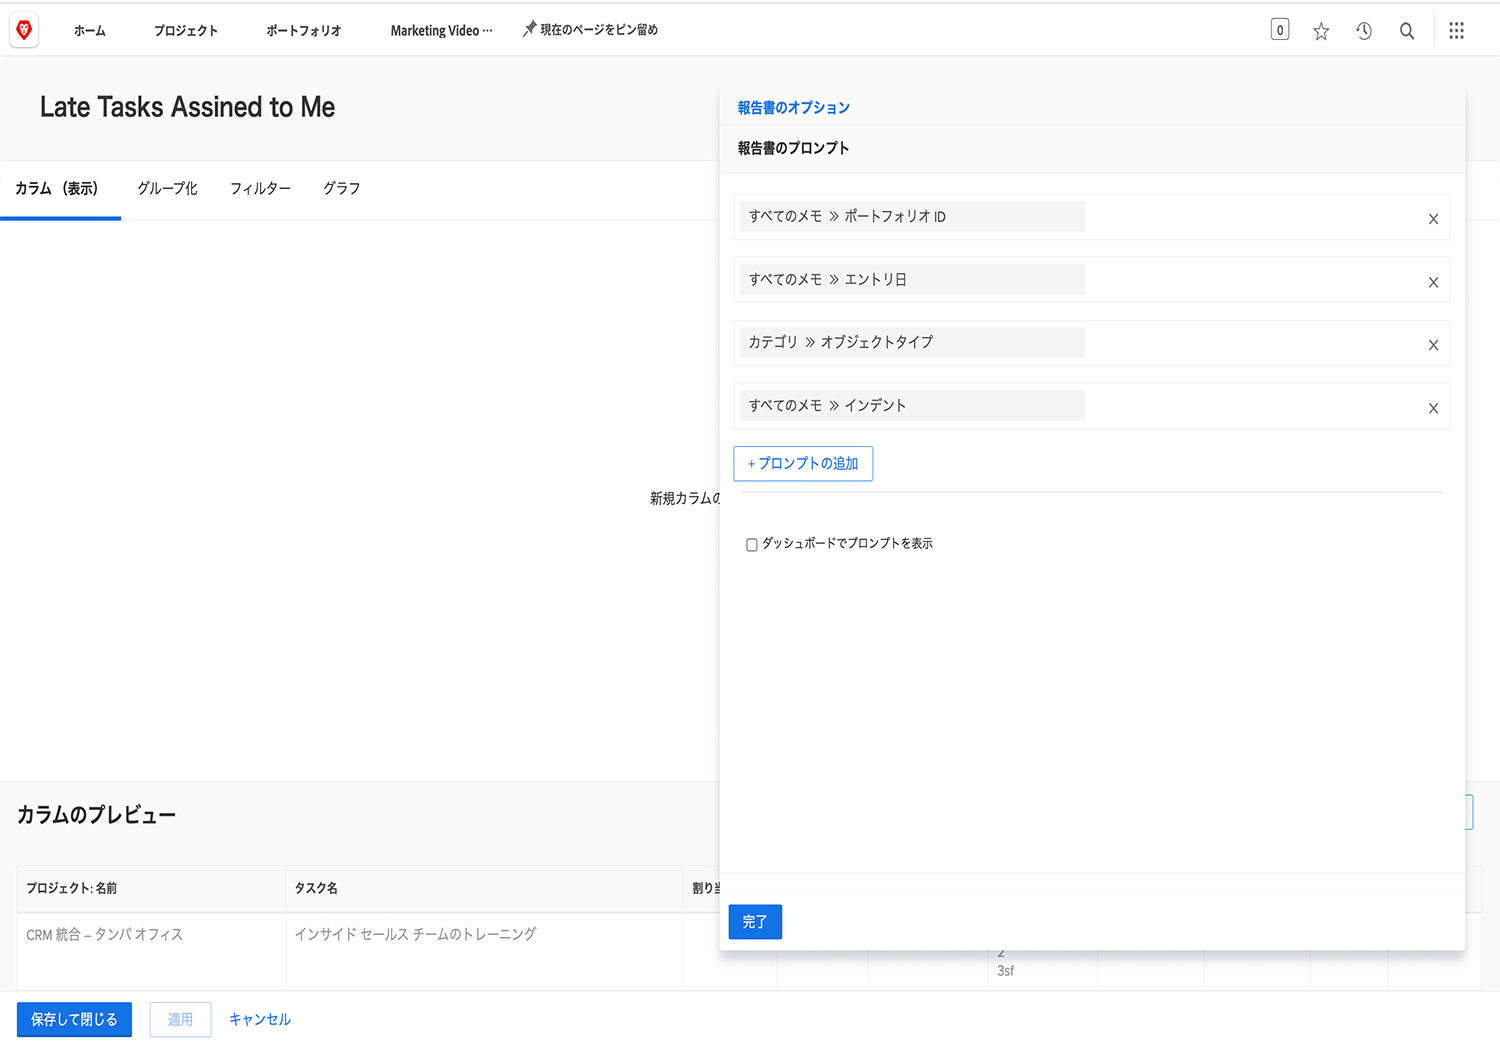 ホーム プロジェクト ポートフォリオ Marketing Video ··· 現在のページをピン留め 0
Late Tasks Assined to Me
報告書のオプション
報告書のプロンプト
カラム （表示） グループ化 フィルター グラフ
すべてのメモ » ポートフォリオ ID X
すべてのメモ » エントリ日 X
カテゴリ » オブジェクトタイプ X
すべてのメモ » インデント X
+ プロンプトの追加
新規カラムの
ダッシュボードでプロンプトを表示
カラムのプレビュー
プロジェクト: 名前 タスク名 割り当
CRM 統合 – タンパ オフィス インサイド セールス チームのトレーニング
完了
2
3sf
保存して閉じる 適用 キャンセル